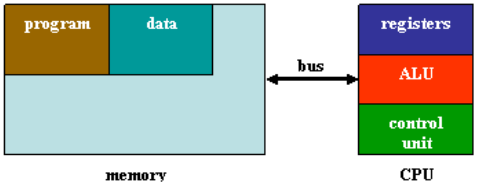 program
data
registers
bus
ALU
control
unit
memory
CPU